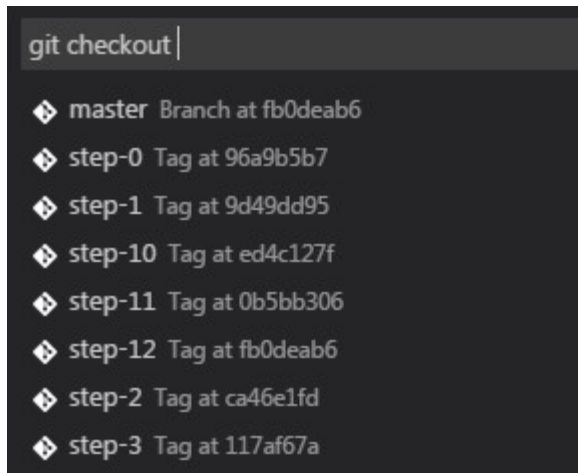 git checkout
master Branch at fb0deab6
step-0 Tag at 96a9b5b7
step-1 Tag at 9d49dd95
step-10 Tag at ed4c127f
step-11 Tag at 0b5bb306
step-12 Tag at fb0deab6
step-2 Tag at ca46e1fd
step-3 Tag at 117af67a